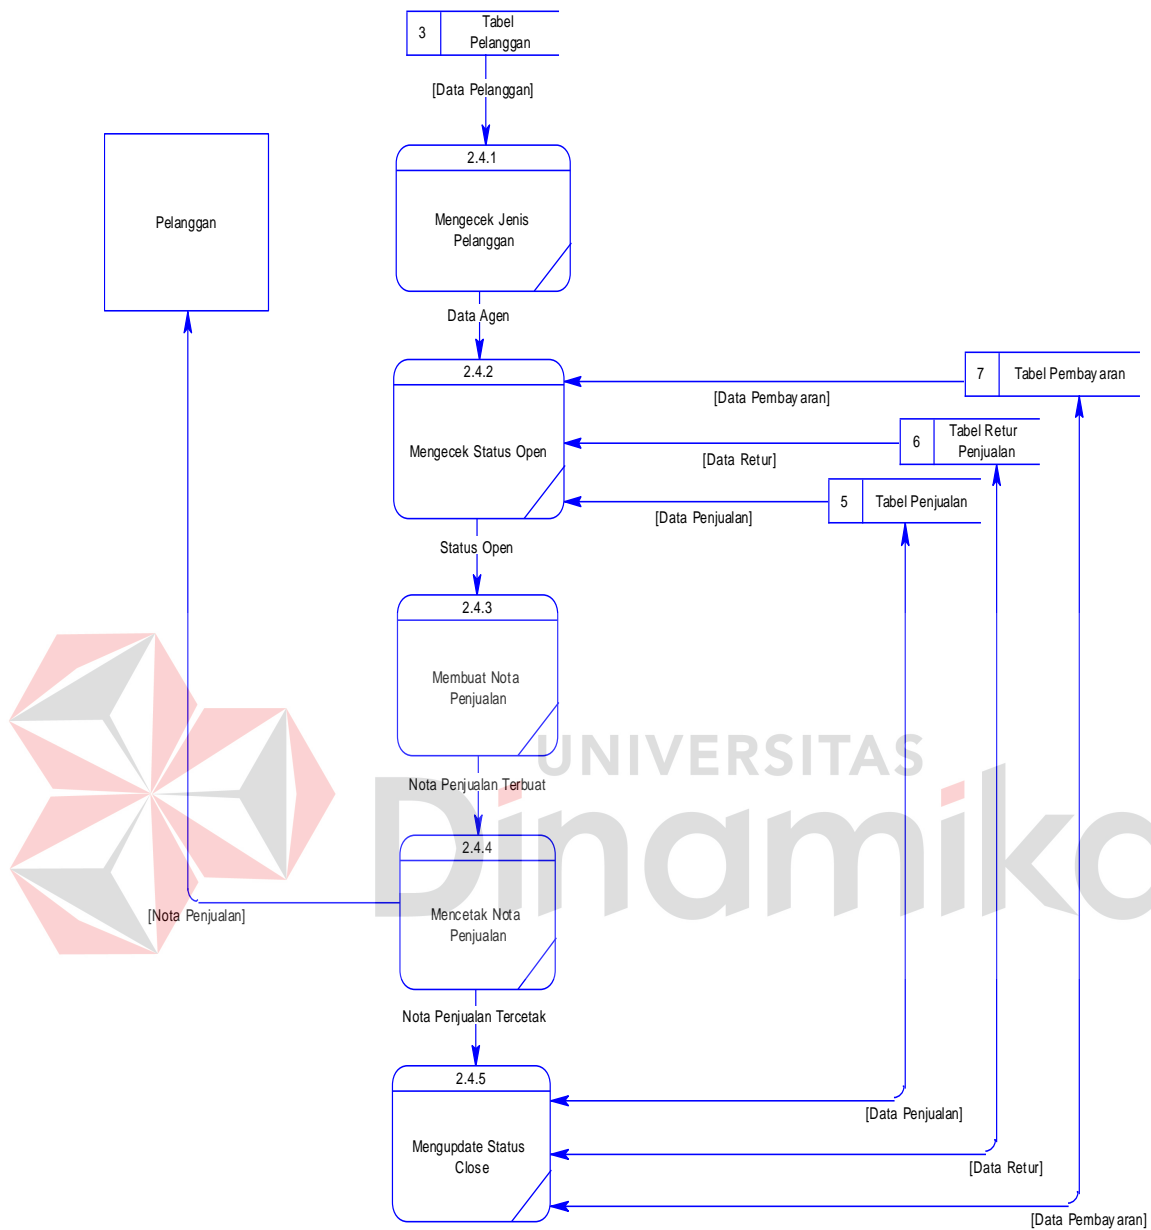 3
Tabel
Pelanggan
[Data Pelanggan]
2.4.1
Mengecek Jenis
Pelanggan
Pelanggan
Data Agen
2.4.2
Mengecek Status Open
7
Tabel Pembayaran
[Data Pembayaran]
6
Tabel Retur
Penjualan
[Data Retur]
5
Tabel Penjualan
[Data Penjualan]
Status Open
2.4.3
Membuat Nota
Penjualan
UNIVERSITAS
Dinamika
Nota Penjualan Terbuat
2.4.4
Mencetak Nota
Penjualan
[Nota Penjualan]
Nota Penjualan Tercetak
2.4.5
Mengupdate Status
Close
[Data Penjualan]
[Data Retur]
[Data Pembayaran]